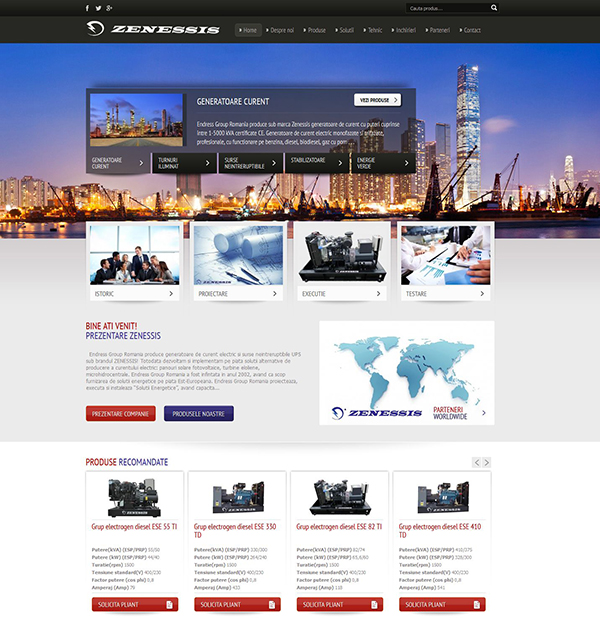 Cauta produs...
ZENESSIS
Home
Despre noi
Produse
Solutii
Tehnic
Inchirieri
Parteneri
Contact
GENERATOARE CURENT
VEZI PRODUSE
Endress Group Romania produce sub marca Zenessis generatoare de curent cu puteri cuprinse
intre 1-5000 kVA certificate CE. Generatoare de curent electric monofazate si trifazate,
profesionale, cu functionare pe benzina, diesel, biodiesel, gaz cu pom...
GENERATOARE
CURENT
TURNURI
ILUMINAT
SURSE
NEINTRERUPTIBILE
STABILIZATOARE
ENERGIE
VERDE
ISTORIC
PROIECTARE
EXECUTIE
TESTARE
BINE ATI VENIT!
PREZENTARE ZENESSIS
Endress Group Romania produce generatoare de curent electric si surse neintreruptibile UPS
sub brandul ZENESSIS! Totodata dezvoltam si implementam pe piata solutii alternative de
producere a curentului electric: panouri solare fotovoltaice, turbine eoliene,
microhidrocentrale. Endress Group Romania a fost infiintata in anul 2002, avand ca scop
furnizarea de solutii energetice pe piata Est-Europeana. Endress Group Romania proiecteaza,
executa si instaleaza "Solutii Energetice", avand capacita...
PREZENTARE COMPANIE
PRODUSELE NOASTRE
ZENESSIS
PARTENERI
WORLDWIDE
PRODUSE RECOMANDATE
Grup electrogen diesel ESE 55 TI
Putere(kVA) (ESP/PRP) 55/50
Putere (kW) (ESP/PRP) 44/40
Turatie(rpm) 1500
Tensiune standard(V) 400/230
Factor putere (cos phi) 0,8
Amperaj (Amp) 79
SOLICITA PLIANT
Grup electrogen diesel ESE 330
TD
Putere(kVA) (ESP/PRP) 330/300
Putere (kW) (ESP/PRP) 264/240
Turatie(rpm) 1500
Tensiune standard(V) 400/230
Factor putere (cos phi) 0,8
Amperaj (Amp) 433
SOLICITA PLIANT
Grup electrogen diesel ESE 82 TI
Putere(kVA) (ESP/PRP) 82/74
Putere (kW) (ESP/PRP) 65,6/60
Turatie(rpm) 1500
Tensiune standard(V) 400/230
Factor putere (cos phi) 0,8
Amperaj (Amp) 118
SOLICITA PLIANT
Grup electrogen diesel ESE 410
TD
Putere(kVA) (ESP/PRP) 410/375
Putere (kW) (ESP/PRP) 328/300
Turatie(rpm) 1500
Tensiune standard(V) 400/230
Factor putere (cos phi) 0,8
Amperaj (Amp) 541
SOLICITA PLIANT